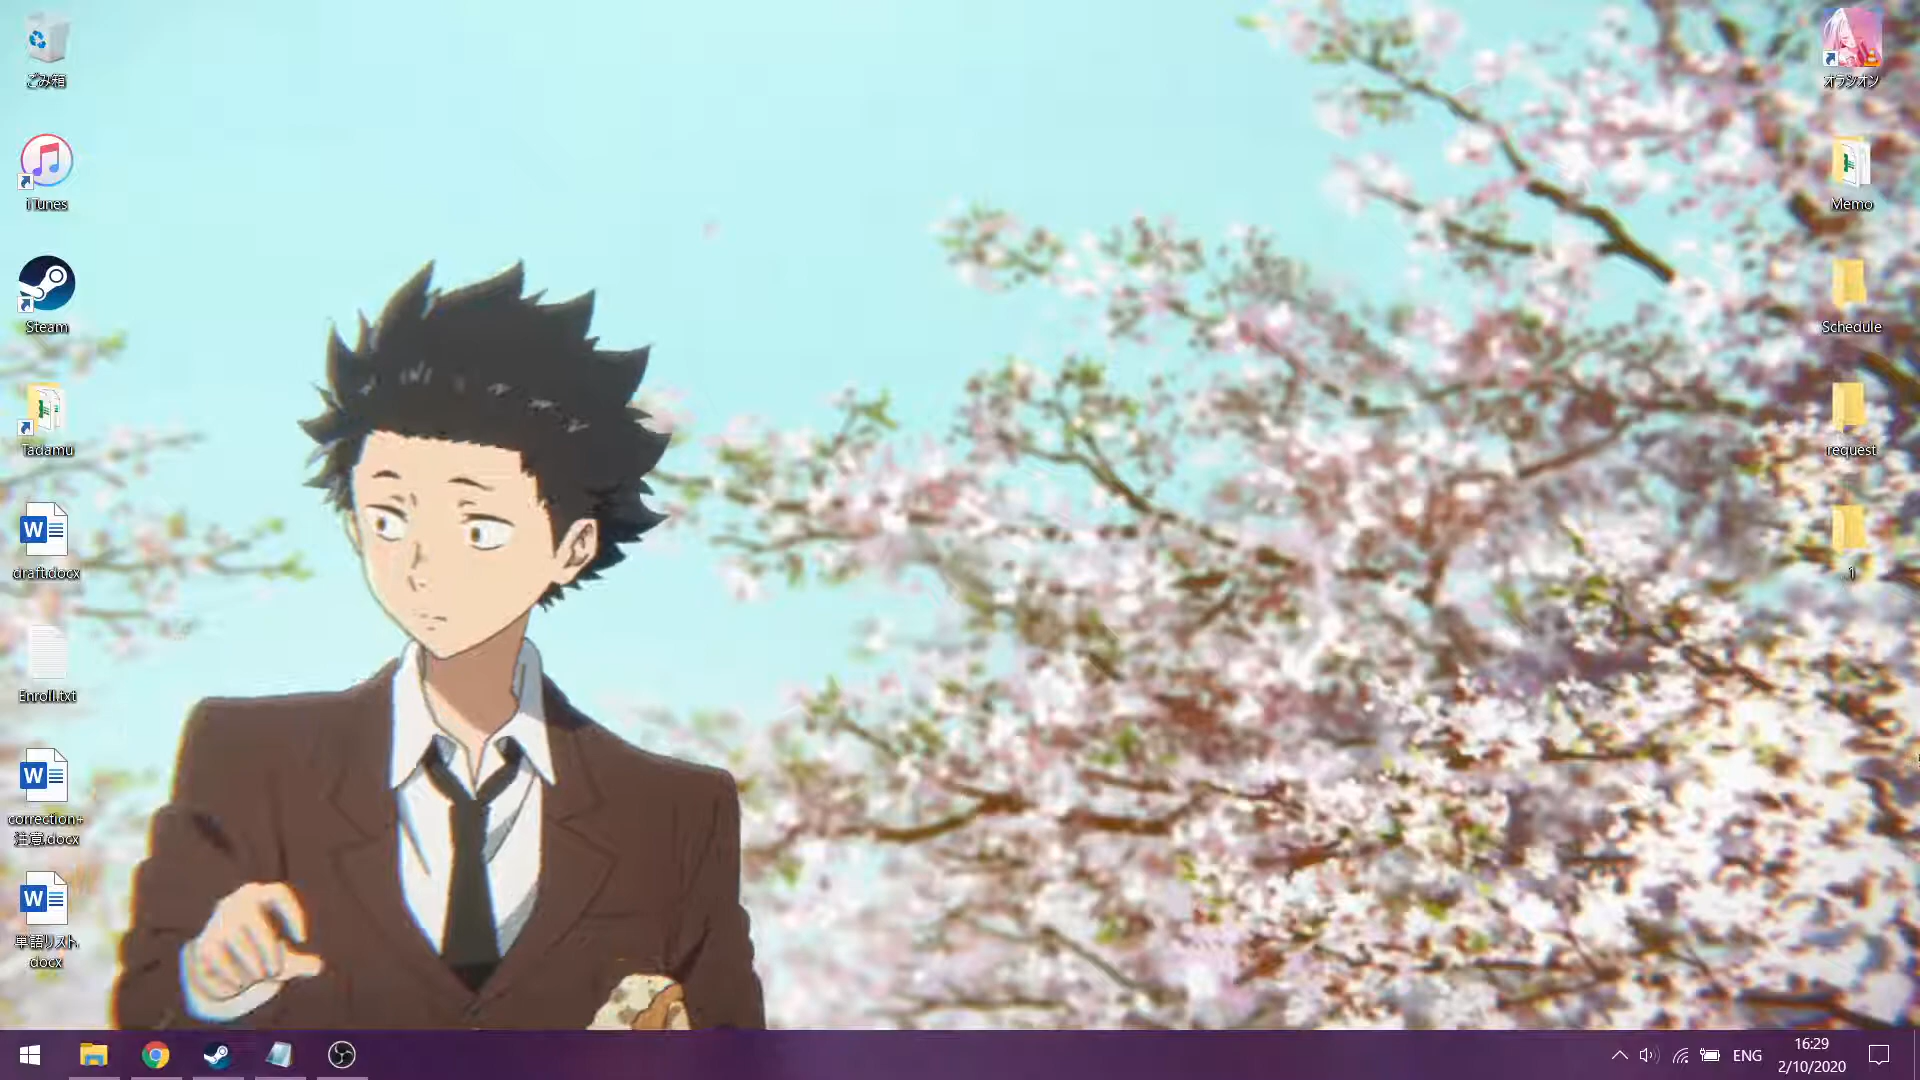 ごみ箱
iTunes
Steam
Tadamu
draft.docx
Enroll.txt
correction+
注意.docx
単語リスト.
docx
オラシオン
Memo
Schedule
request
1
ENG
16:29
2/10/2020